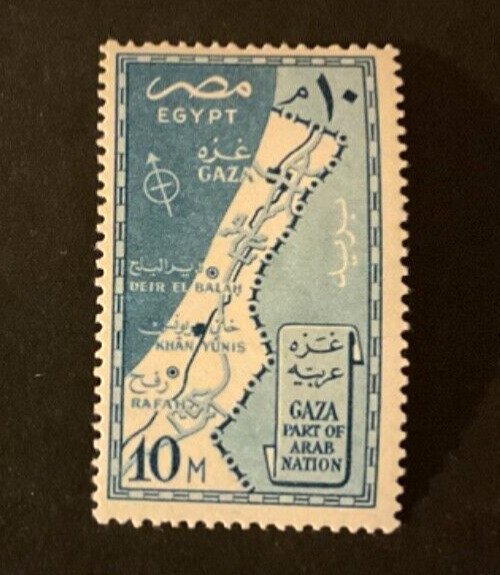 مصر
EGYPT
١٠ م
غزه
GAZA
بريد
دير البلح
DEIR EL BALAH
خان يونس
KHAN YUNIS
رفح
RAFAH
غزه
عربيه
GAZA
PART OF
ARAB
NATION
10 M